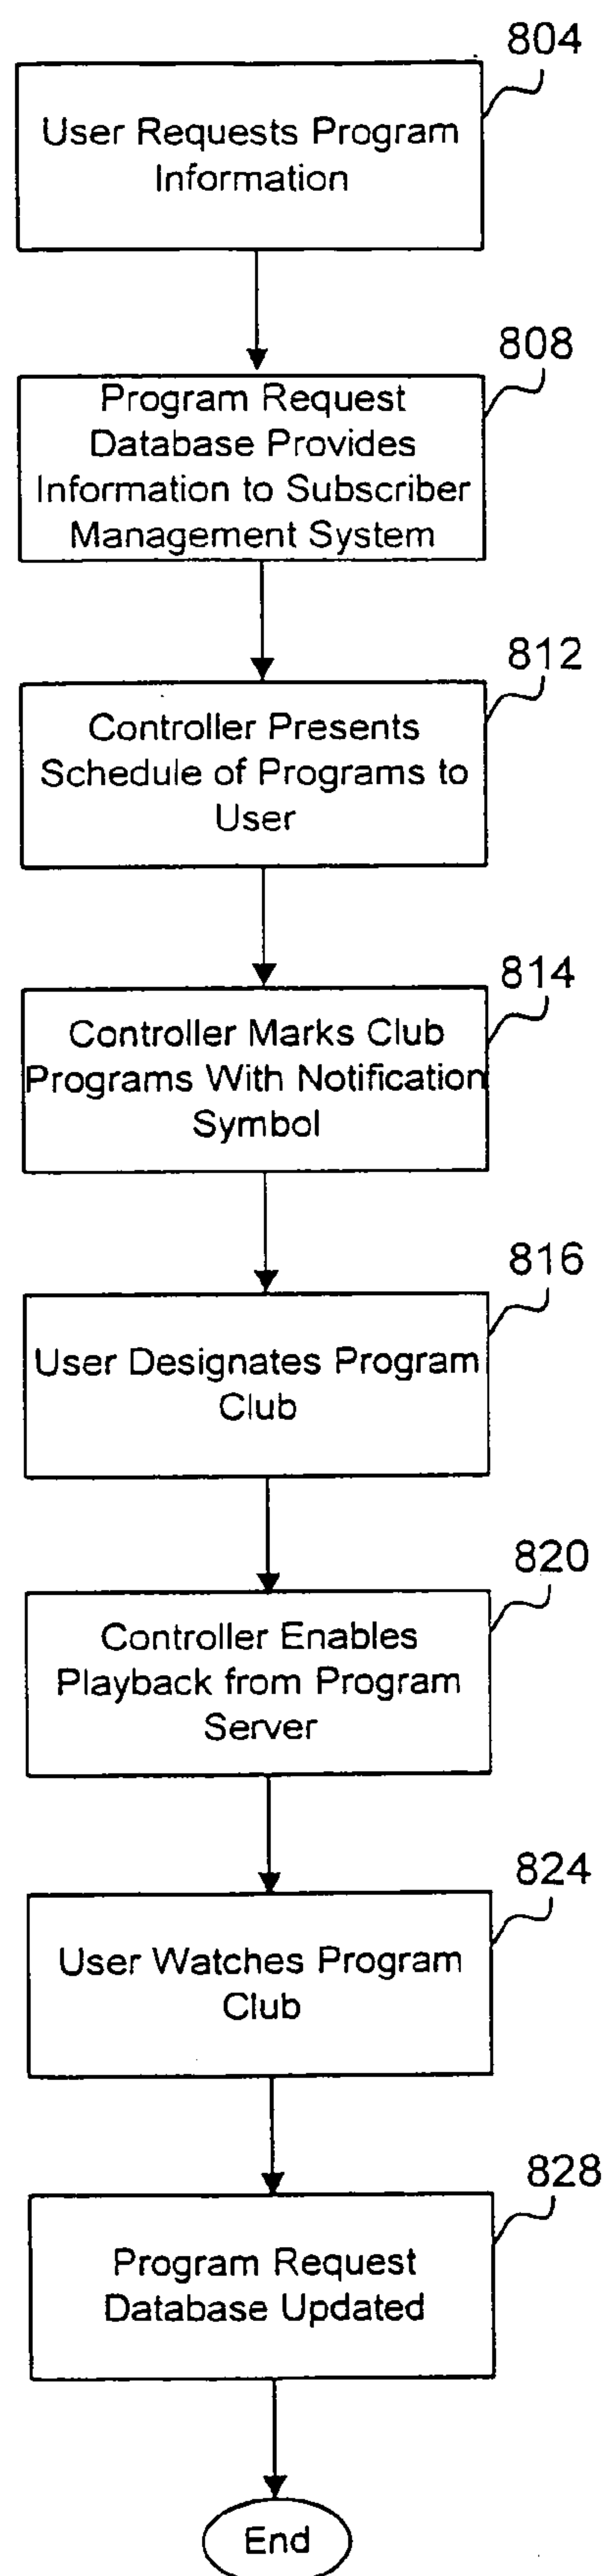 804
User Requests Program
Information
808
Program Request
Database Provides
Information to Subscriber
Management System
812
Controller Presents
Schedule of Programs to
User
814
Controller Marks Club
Programs With Notification
Symbol
816
User Designates Program
Club
820
Controller Enables
Playback from Program
Server
824
User Watches Program
Club
828
Program Request
Database Updated
End